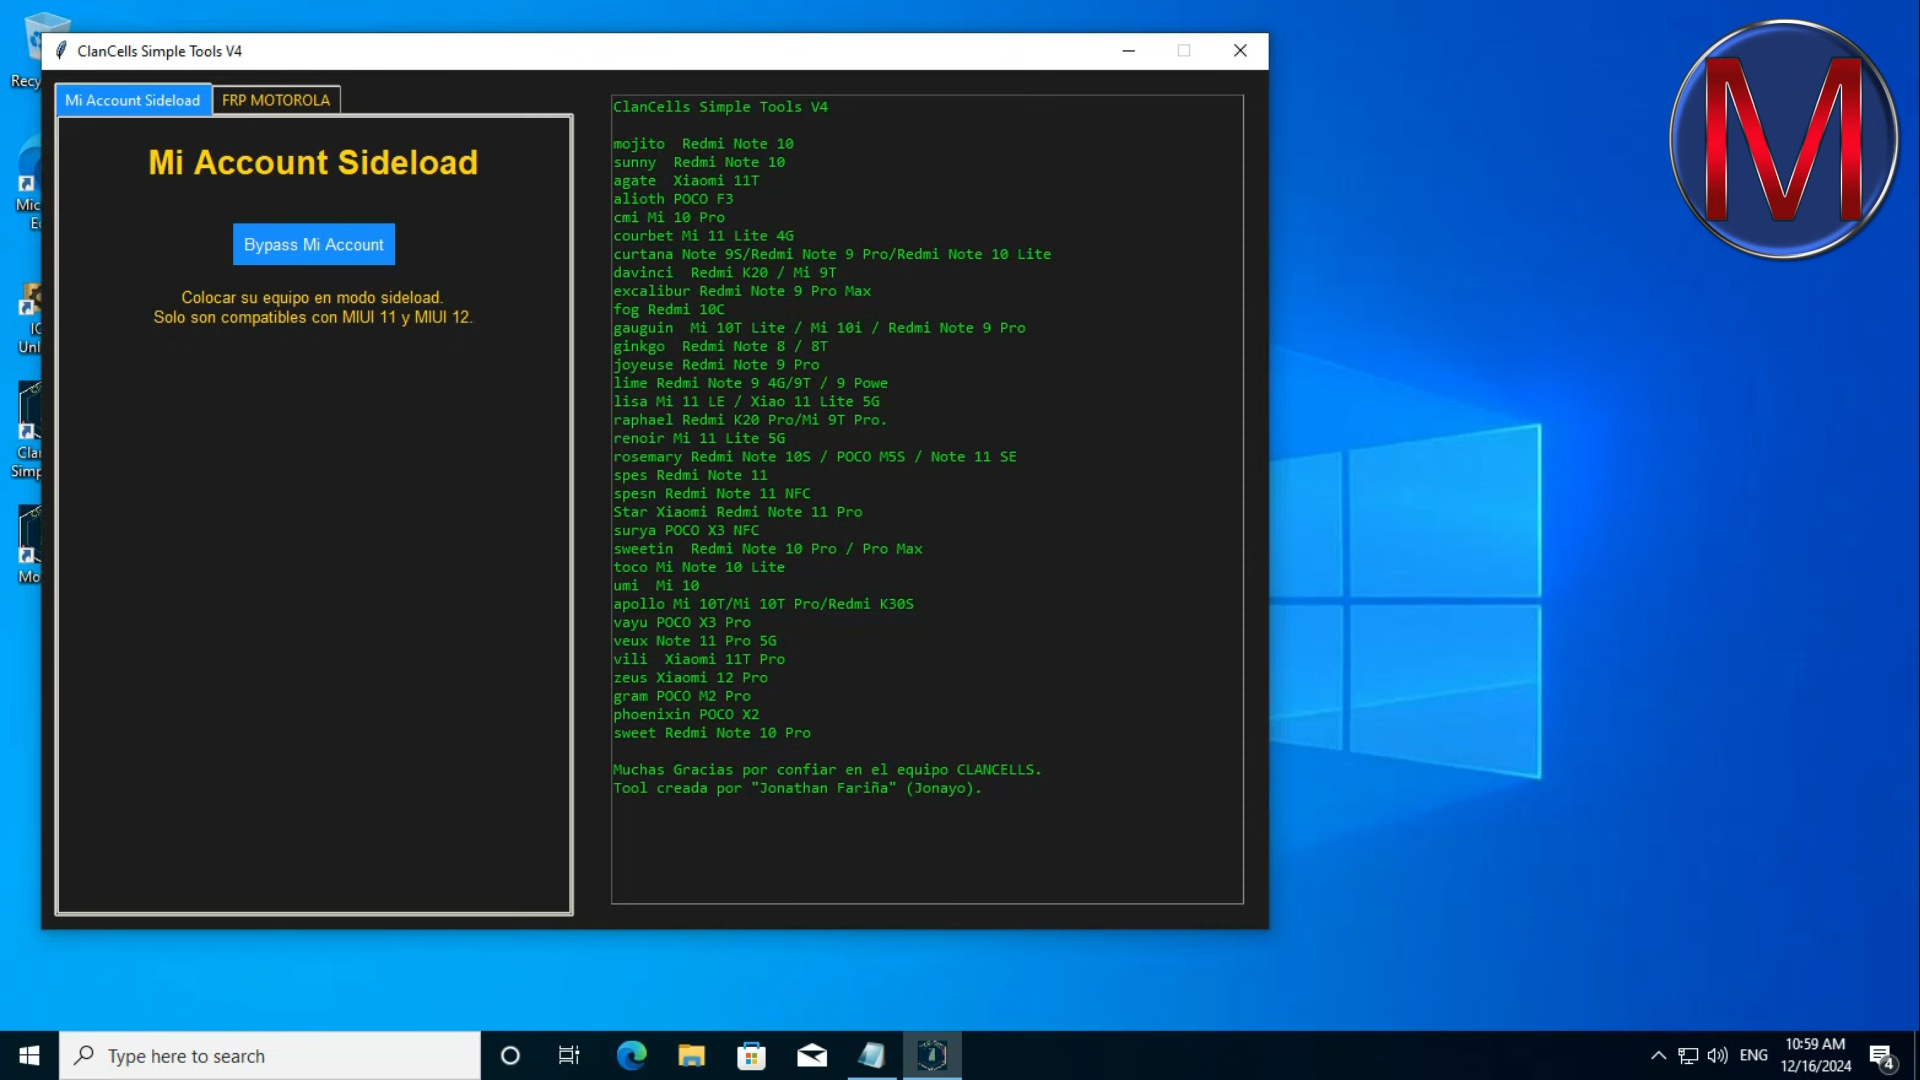 ClanCells Simple Tools V4
Mi Account Sideload
FRP MOTOROLA
Mi Account Sideload
Bypass Mi Account
Colocar su equipo en modo sideload.
Solo son compatibles con MIUI 11 y MIUI 12.
ClanCells Simple Tools V4
mojito Redmi Note 10
sunny Redmi Note 10
agate Xiaomi 11T
alioth POCO F3
cmi Mi 10 Pro
courbet Mi 11 Lite 4G
curtana Note 9S/Redmi Note 9 Pro/Redmi Note 10 Lite
davinci Redmi K20 / Mi 9T
excalibur Redmi Note 9 Pro Max
fog Redmi 10C
gauguin Mi 10T Lite / Mi 10i / Redmi Note 9 Pro
ginkgo Redmi Note 8 / 8T
joyeuse Redmi Note 9 Pro
lime Redmi Note 9 4G/9T / 9 Powe
lisa Mi 11 LE / Xiao 11 Lite 5G
raphael Redmi K20 Pro/Mi 9T Pro.
renoir Mi 11 Lite 5G
rosemary Redmi Note 10S / POCO M5S / Note 11 SE
spes Redmi Note 11
spesn Redmi Note 11 NFC
Star Xiaomi Redmi Note 11 Pro
surya POCO X3 NFC
sweetin Redmi Note 10 Pro / Pro Max
toco Mi Note 10 Lite
umi Mi 10
apollo Mi 10T/Mi 10T Pro/Redmi K30S
vayu POCO X3 Pro
veux Note 11 Pro 5G
vili Xiaomi 11T Pro
zeus Xiaomi 12 Pro
gram POCO M2 Pro
phoenixin POCO X2
sweet Redmi Note 10 Pro
Muchas Gracias por confiar en el equipo CLANCELLS.
Tool creada por "Jonathan Fariña" (Jonayo).
M
Recy
Mic
E
Unl
Cla
Simp
Mo
Type here to search
ENG
10:59 AM
12/16/2024
4